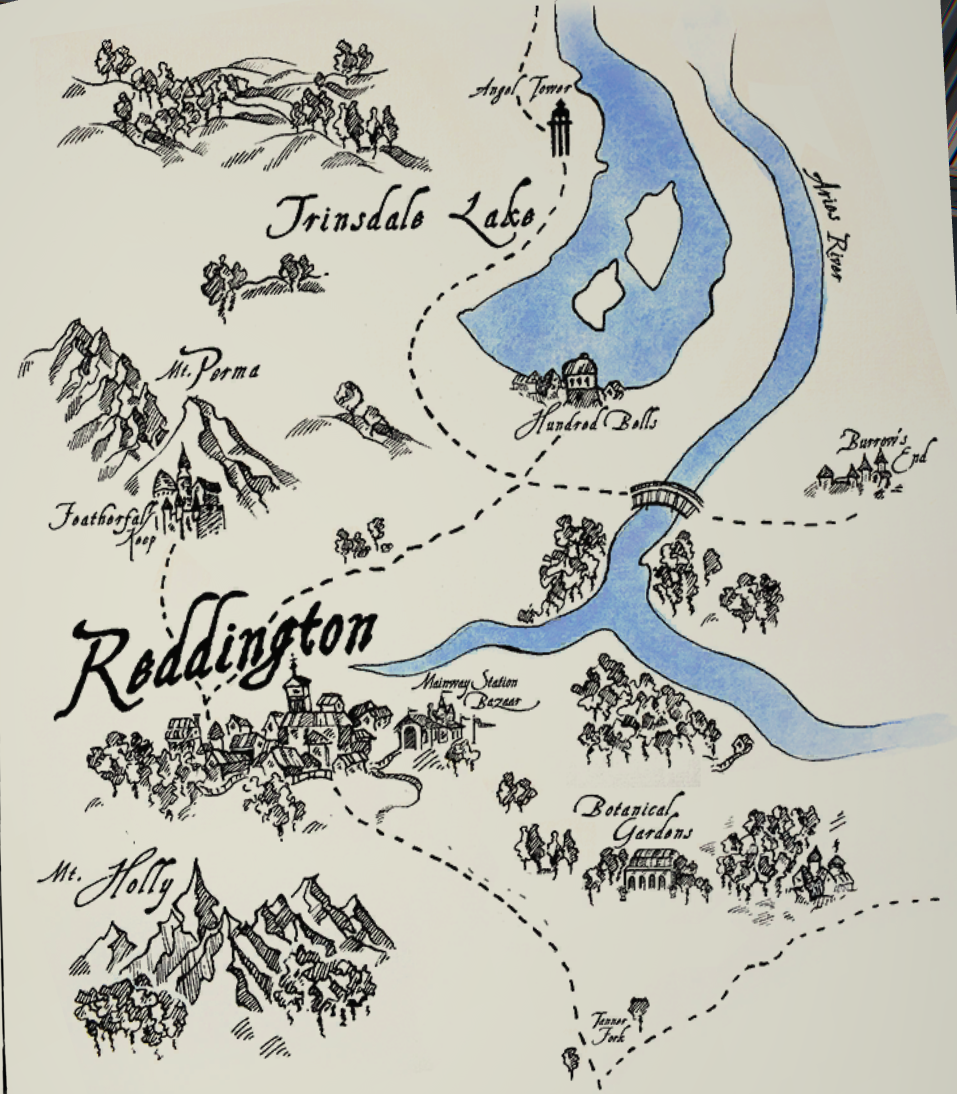 Angel Tower
Trinsdale Lake
Aries River
Mt. Perma
Hundred Bells
Burrow's
End
Featherfall
Keep
Reddington
Mainway Station
Bazaar
Botanical
Gardens
Mt. Holly
Tanner
Fork